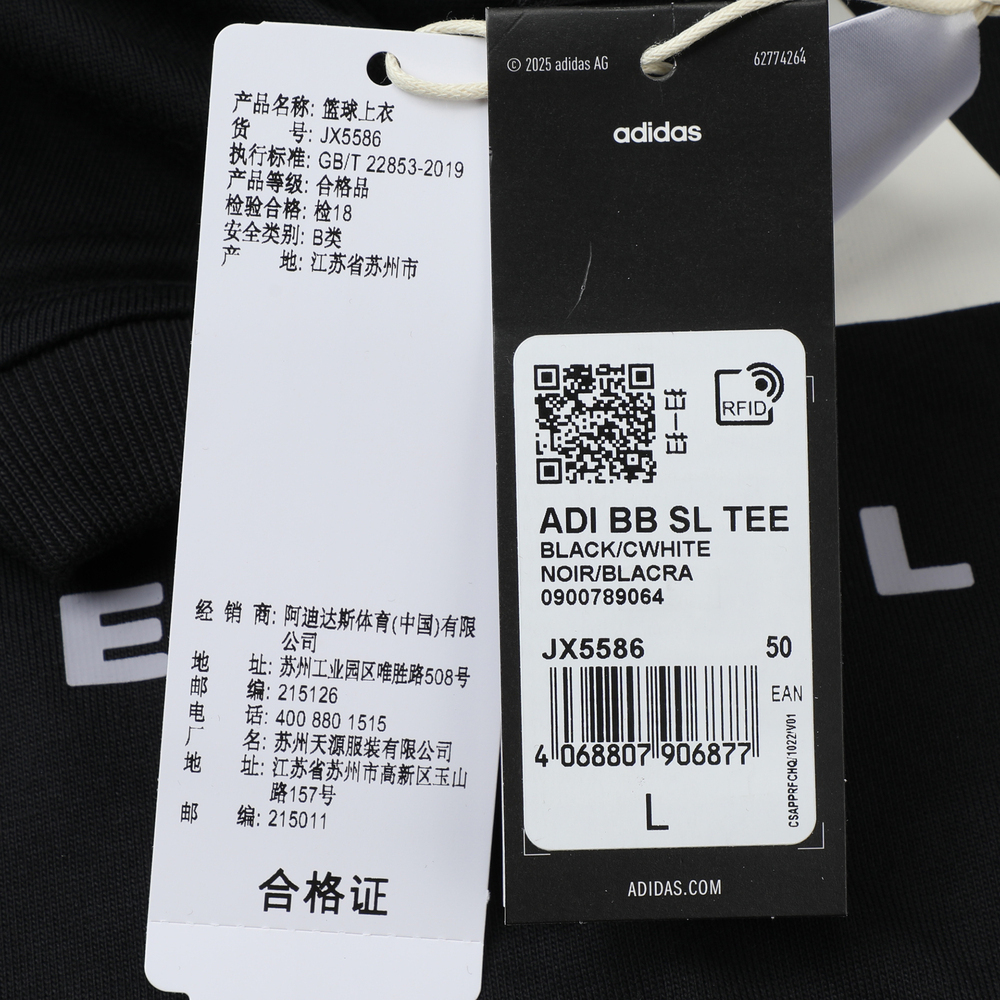 产品名称: 篮球上衣
货 号: JX5586
执行标准: GB/T 22853-2019
产品等级: 合格品
检验合格: 检18
安全类别: B类
产 地: 江苏省苏州市
经 销 商: 阿迪达斯体育(中国)有限
公司
地 址: 苏州工业园区唯胜路508号
邮 编: 215126
电 话: 400 880 1515
厂 名: 苏州天源服装有限公司
地 址: 江苏省苏州市高新区玉山
路157号
邮 编: 215011
合格证
© 2025 adidas AG
62774264
adidas
扫一扫
RFID
ADI BB SL TEE
BLACK/CWHITE
NOIR/BLACRA
0900789064
JX5586 50
EAN
4 068807 906877
CSAPPRFCHQ/1022/V01
L
ADIDAS.COM
E
L